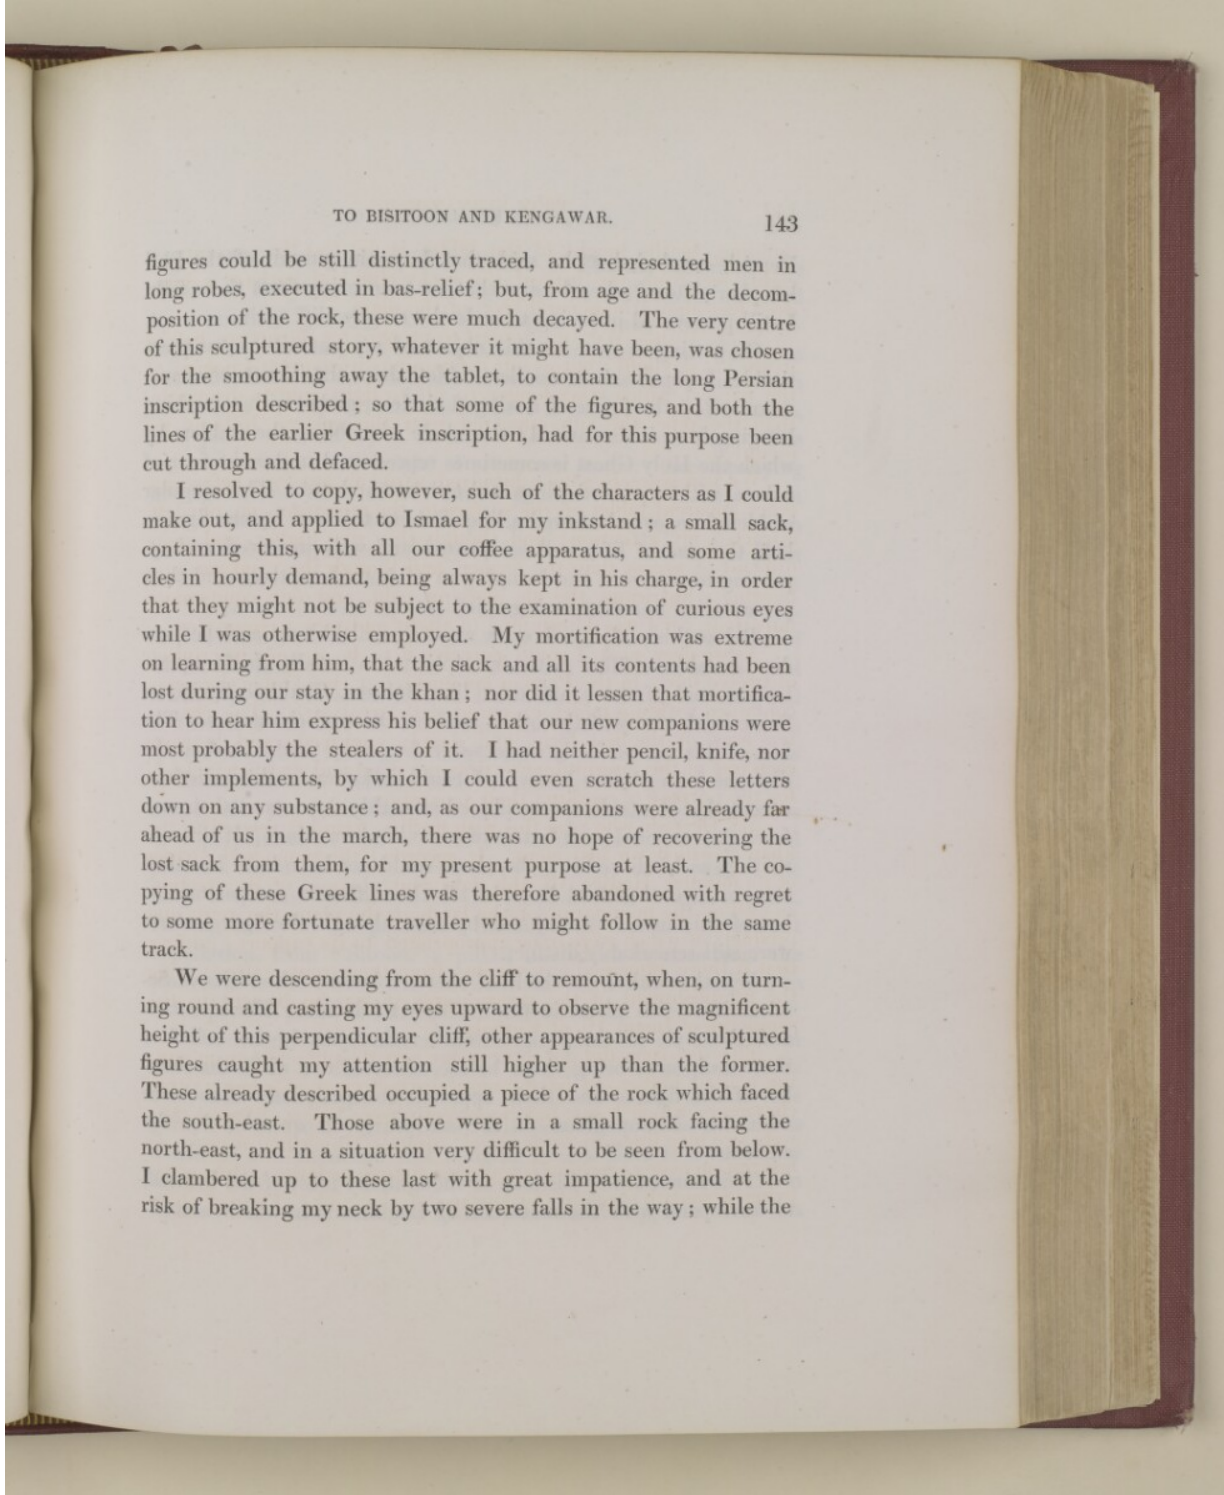 TO BISITOON AND KENGAWAR. 143
figures could be still distinctly traced, and represented men in
long robes, executed in bas-relief; but, from age and the decom-
position of the rock, these were much decayed. The very centre
of this sculptured story, whatever it might have been, was chosen
for the smoothing away the tablet, to contain the long Persian
inscription described; so that some of the figures, and both the
lines of the earlier Greek inscription, had for this purpose been
cut through and defaced.
I resolved to copy, however, such of the characters as I could
make out, and applied to Ismael for my inkstand; a small sack,
containing this, with all our coffee apparatus, and some arti-
cles in hourly demand, being always kept in his charge, in order
that they might not be subject to the examination of curious eyes
while I was otherwise employed. My mortification was extreme
on learning from him, that the sack and all its contents had been
lost during our stay in the khan; nor did it lessen that mortifica-
tion to hear him express his belief that our new companions were
most probably the stealers of it. I had neither pencil, knife, nor
other implements, by which I could even scratch these letters
down on any substance; and, as our companions were already far
ahead of us in the march, there was no hope of recovering the
lost sack from them, for my present purpose at least. The co-
pying of these Greek lines was therefore abandoned with regret
to some more fortunate traveller who might follow in the same
track.
We were descending from the cliff to remount, when, on turn-
ing round and casting my eyes upward to observe the magnificent
height of this perpendicular cliff, other appearances of sculptured
figures caught my attention still higher up than the former.
These already described occupied a piece of the rock which faced
the south-east. Those above were in a small rock facing the
north-east, and in a situation very difficult to be seen from below.
I clambered up to these last with great impatience, and at the
risk of breaking my neck by two severe falls in the way; while the